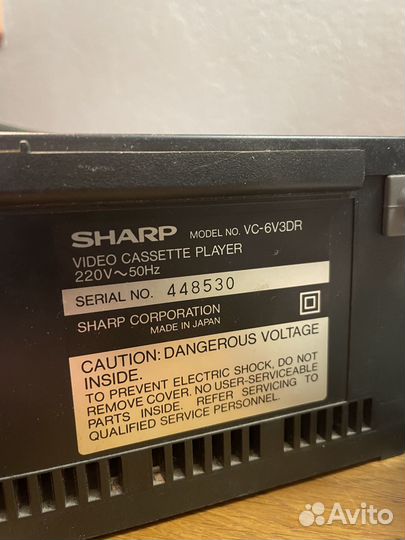 SHARP MODEL NO. VC-6V3DR
VIDEO CASSETTE PLAYER
220V～50Hz
SERIAL NO. 448530
SHARP CORPORATION
MADE IN JAPAN
CAUTION: DANGEROUS VOLTAGE
INSIDE.
TO PREVENT ELECTRIC SHOCK, DO NOT
REMOVE COVER. NO USER-SERVICEABLE
PARTS INSIDE. REFER SERVICING TO
QUALIFIED SERVICE PERSONNEL.
Avito